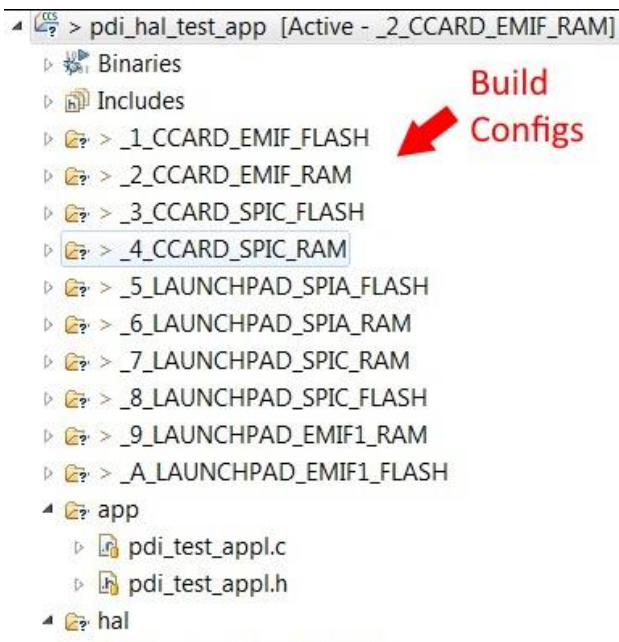 > pdi_hal_test_app [Active - _2_CCARD_EMIF_RAM]
Binaries
Includes
Build
Configs
> _1_CCARD_EMIF_FLASH
> _2_CCARD_EMIF_RAM
> _3_CCARD_SPIC_FLASH
> _4_CCARD_SPIC_RAM
> _5_LAUNCHPAD_SPIA_FLASH
> _6_LAUNCHPAD_SPIA_RAM
> _7_LAUNCHPAD_SPIC_RAM
> _8_LAUNCHPAD_SPIC_FLASH
> _9_LAUNCHPAD_EMIF1_RAM
> _A_LAUNCHPAD_EMIF1_FLASH
app
pdi_test_appl.c
pdi_test_appl.h
hal